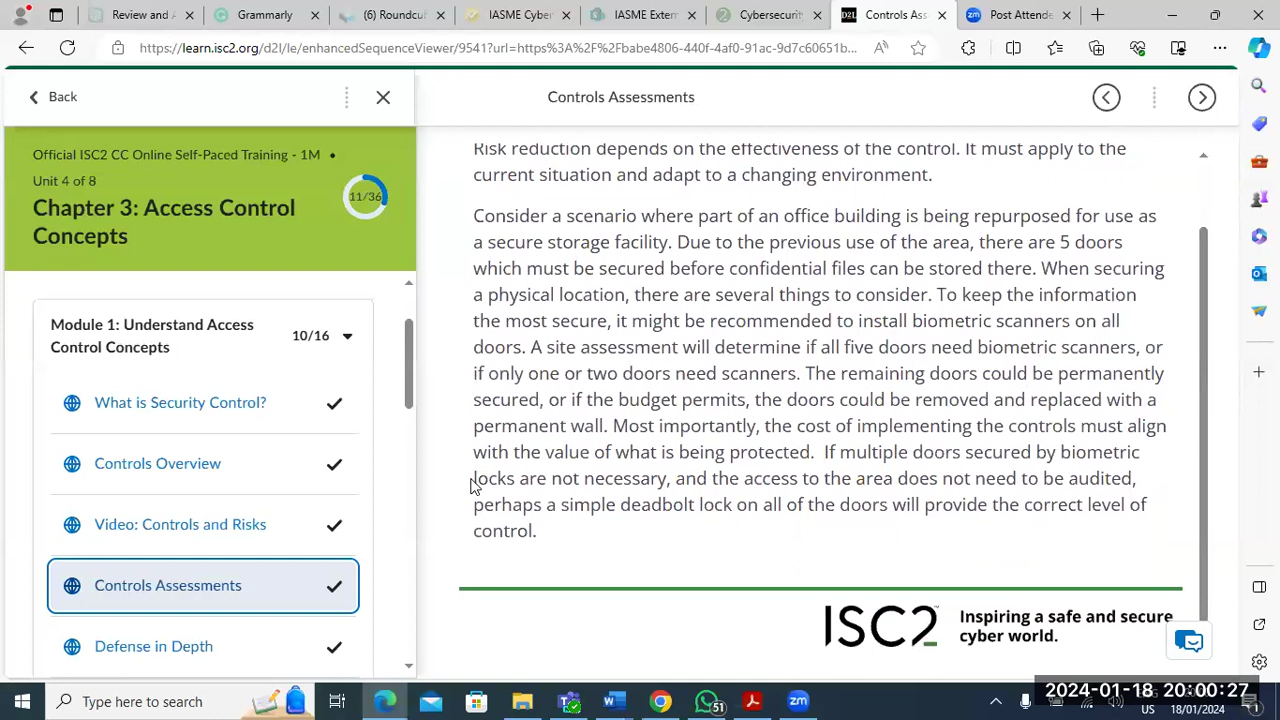 Review and A
Grammarly
(6) Roundcu
IASME Cyber
IASME Extern
Cybersecurity
D2L
Controls Ass
Post Attende
https://learn.isc2.org/d2l/le/enhancedSequenceViewer/9541?url=https%3A%2F%2Fbabe4806-440f-4af0-91ac-9d7c60651b...
Back
Controls Assessments
Official ISC2 CC Online Self-Paced Training - 1M •
Unit 4 of 8
Chapter 3: Access Control
Concepts
11/36
Module 1: Understand Access
Control Concepts
10/16
What is Security Control?
Controls Overview
Video: Controls and Risks
Controls Assessments
Defense in Depth
Risk reduction depends on the effectiveness of the control. It must apply to the
current situation and adapt to a changing environment.
Consider a scenario where part of an office building is being repurposed for use as
a secure storage facility. Due to the previous use of the area, there are 5 doors
which must be secured before confidential files can be stored there. When securing
a physical location, there are several things to consider. To keep the information
the most secure, it might be recommended to install biometric scanners on all
doors. A site assessment will determine if all five doors need biometric scanners, or
if only one or two doors need scanners. The remaining doors could be permanently
secured, or if the budget permits, the doors could be removed and replaced with a
permanent wall. Most importantly, the cost of implementing the controls must align
with the value of what is being protected. If multiple doors secured by biometric
locks are not necessary, and the access to the area does not need to be audited,
perhaps a simple deadbolt lock on all of the doors will provide the correct level of
control.
ISC2
Inspiring a safe and secure
cyber world.
Type here to search
51
2024-01-18 20:00:27
US
18/01/2024